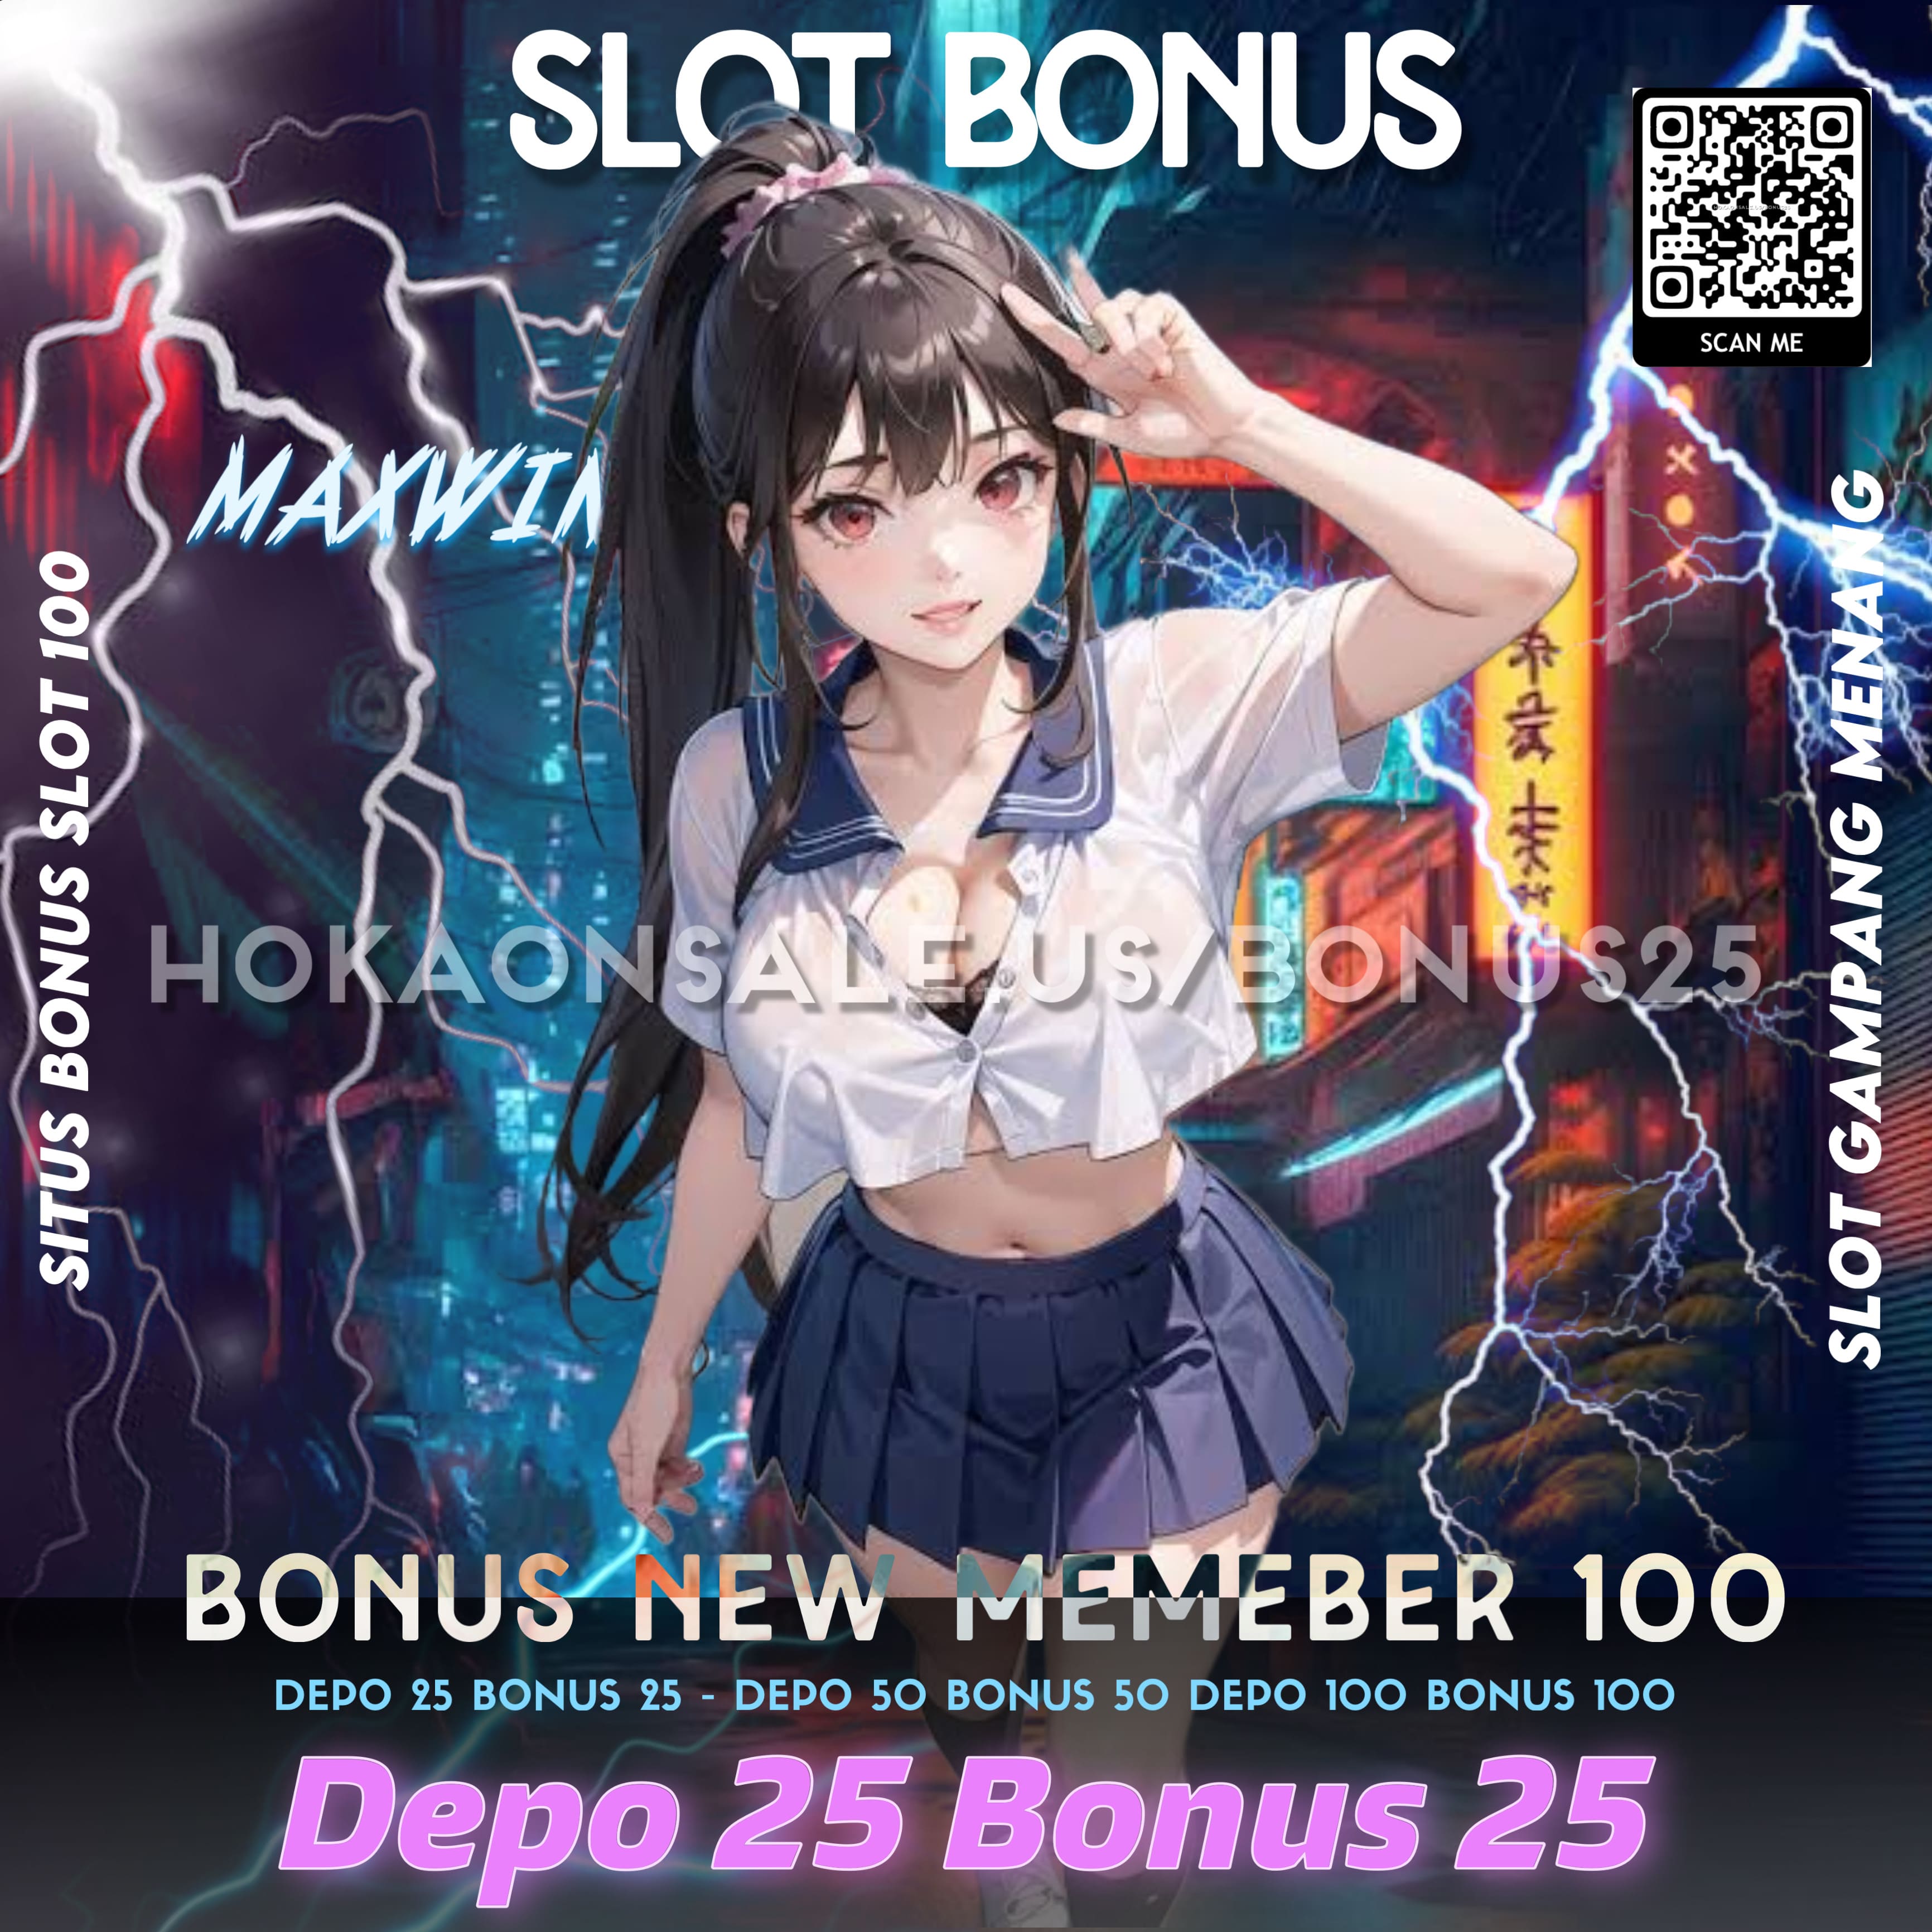 SLOT BONUS
SCAN ME
MAXWIN
SITUS BONUS SLOT 100
SLOT GAMPANG MENANG
HOKAONSALE.US/BONUS25
BONUS NEW MEMEBER 100
DEPO 25 BONUS 25 - DEPO 50 BONUS 50 DEPO 100 BONUS 100
Depo 25 Bonus 25